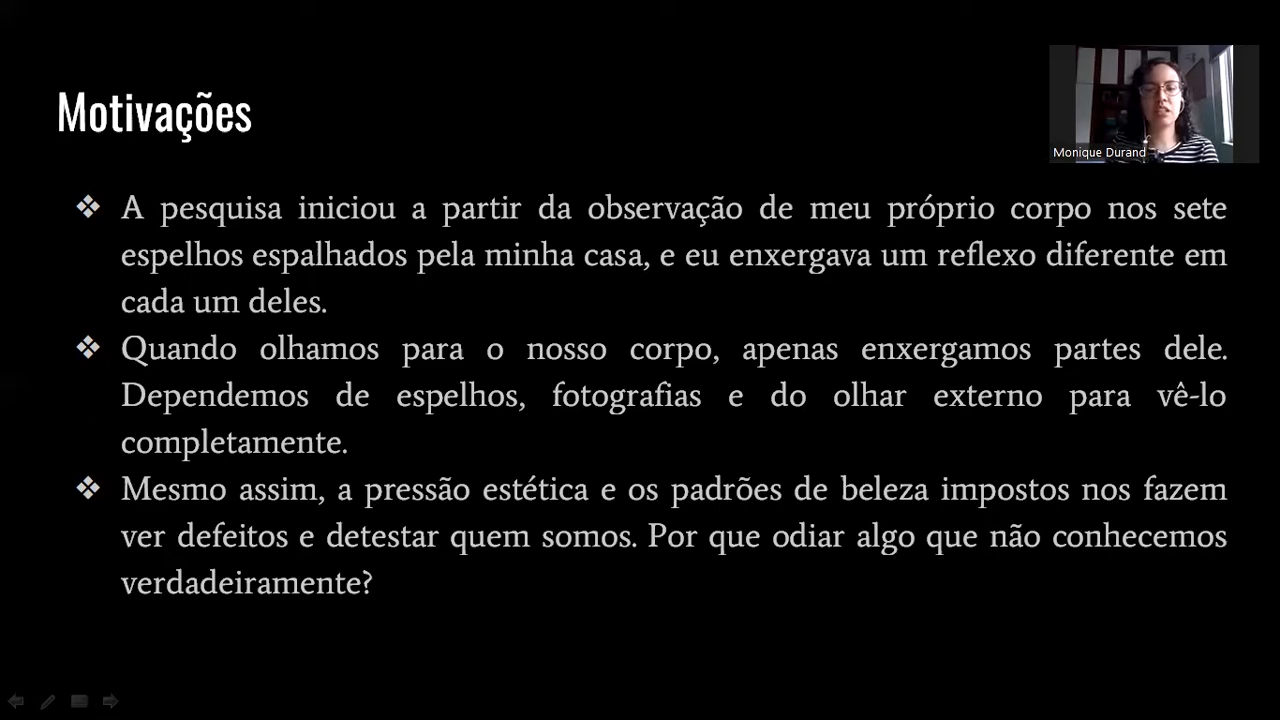 Motivações
Monique Durand
❖ A pesquisa iniciou a partir da observação de meu próprio corpo nos sete
espelhos espalhados pela minha casa, e eu enxergava um reflexo diferente em
cada um deles.
❖ Quando olhamos para o nosso corpo, apenas enxergamos partes dele.
Dependemos de espelhos, fotografias e do olhar externo para vê-lo
completamente.
❖ Mesmo assim, a pressão estética e os padrões de beleza impostos nos fazem
ver defeitos e detestar quem somos. Por que odiar algo que não conhecemos
verdadeiramente?